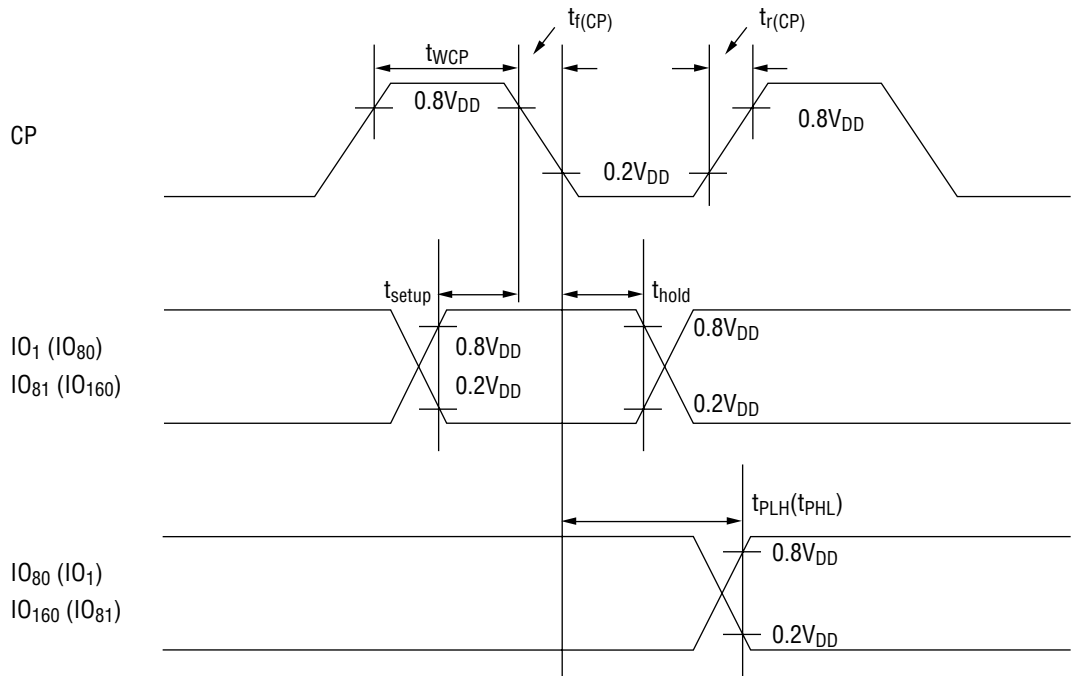 tf(CP)
tr(CP)
tWCP
0.8VDD
0.8VDD
CP
0.2VDD
tsetup
thold
0.8VDD
0.8VDD
IO1 (IO80)
IO81 (IO160)
0.2VDD
0.2VDD
tPLH(tPHL)
0.8VDD
IO80 (IO1)
IO160 (IO81)
0.2VDD